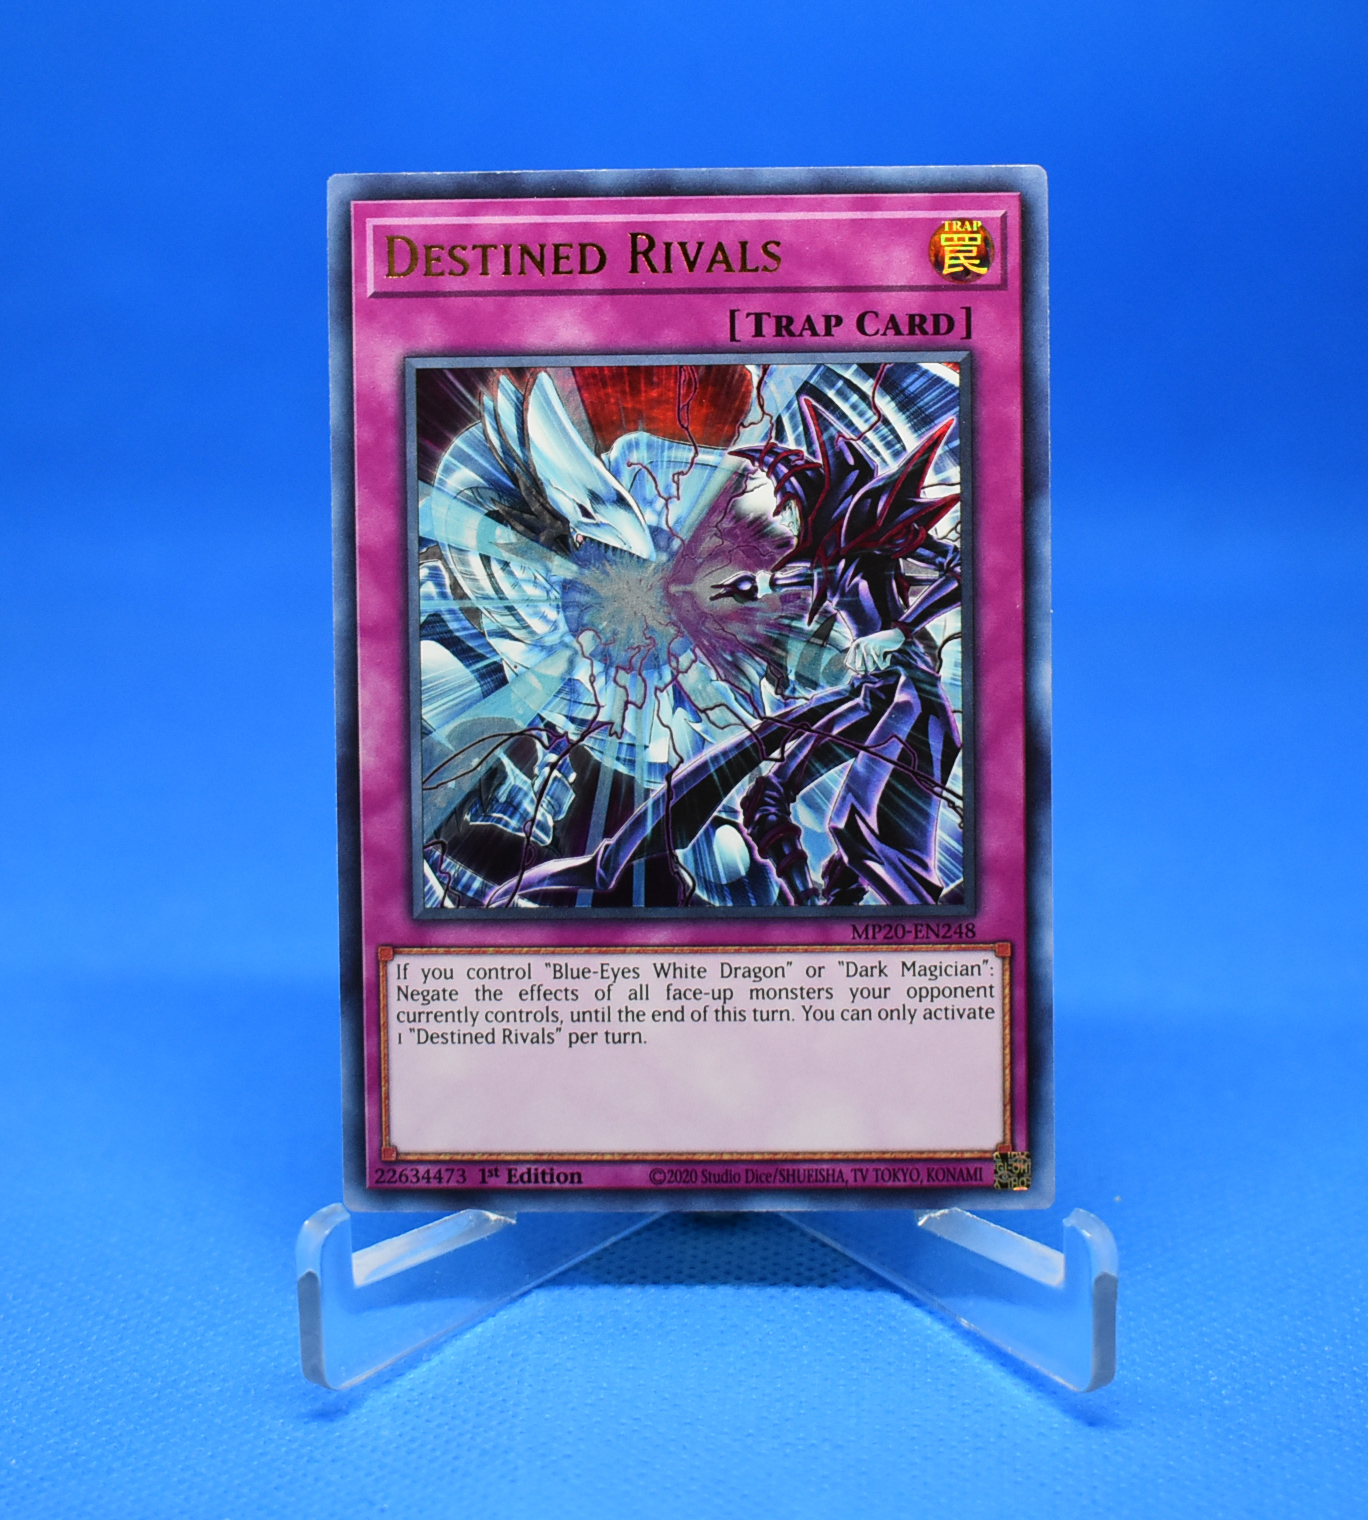 DESTINED RIVALS
TRAP
罠
[TRAP CARD]
MP20-EN248
If you control "Blue-Eyes White Dragon" or "Dark Magician":
Negate the effects of all face-up monsters your opponent
currently controls, until the end of this turn. You can only activate
1 "Destined Rivals" per turn.
22634473 1st Edition
©2020 Studio Dice/SHUEISHA, TV TOKYO, KONAMI